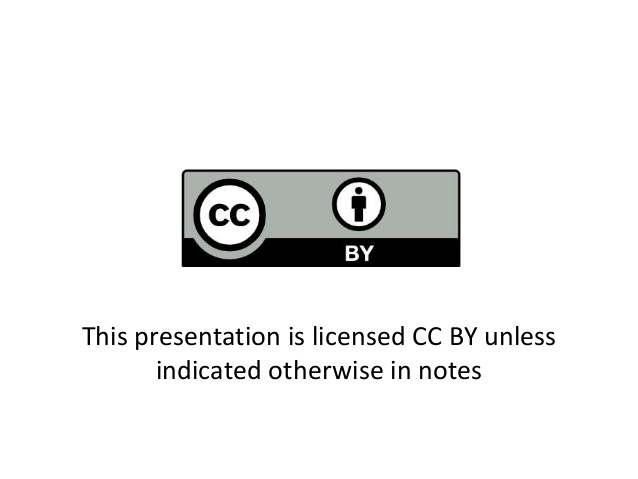 CC
BY
This presentation is licensed CC BY unless
indicated otherwise in notes